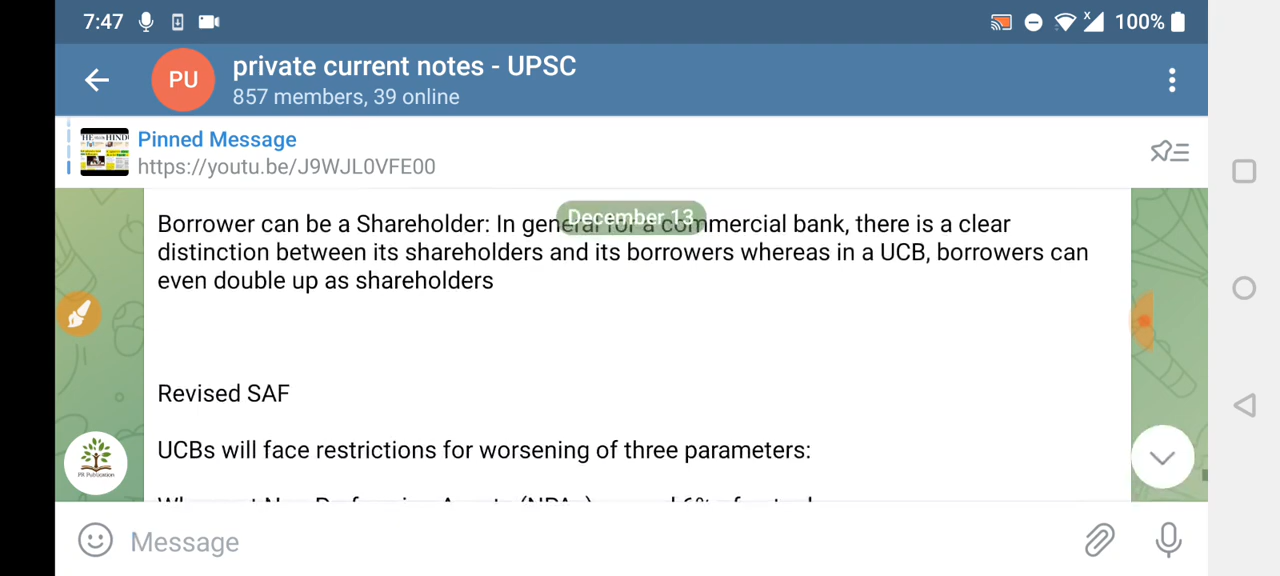 7:47
x
100%
PU
private current notes - UPSC
857 members, 39 online
Pinned Message
https://youtu.be/J9WJL0VFE00
December 13
Borrower can be a Shareholder: In general for a commercial bank, there is a clear
distinction between its shareholders and its borrowers whereas in a UCB, borrowers can
even double up as shareholders
Revised SAF
UCBs will face restrictions for worsening of three parameters:
Message